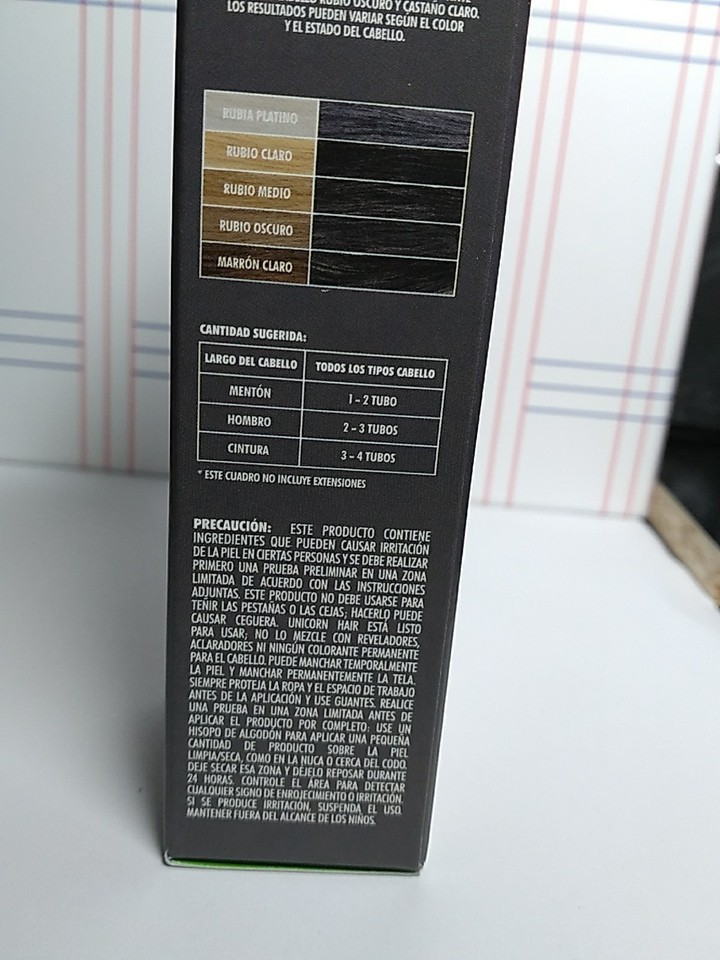 RUBIO OSCURO Y CASTAÑO CLARO.
LOS RESULTADOS PUEDEN VARIAR SEGÚN EL COLOR
Y EL ESTADO DEL CABELLO.
RUBIA PLATINO
RUBIO CLARO
RUBIO MEDIO
RUBIO OSCURO
MARRÓN CLARO
CANTIDAD SUGERIDA:
LARGO DEL CABELLO TODOS LOS TIPOS CABELLO
MENTÓN 1 – 2 TUBO
HOMBRO 2 – 3 TUBOS
CINTURA 3 – 4 TUBOS
* ESTE CUADRO NO INCLUYE EXTENSIONES
PRECAUCIÓN: ESTE PRODUCTO CONTIENE
INGREDIENTES QUE PUEDEN CAUSAR IRRITACIÓN
DE LA PIEL EN CIERTAS PERSONAS Y SE DEBE REALIZAR
PRIMERO UNA PRUEBA PRELIMINAR EN UNA ZONA
LIMITADA DE ACUERDO CON LAS INSTRUCCIONES
ADJUNTAS. ESTE PRODUCTO NO DEBE USARSE PARA
TEÑIR LAS PESTAÑAS O LAS CEJAS; HACERLO PUEDE
CAUSAR CEGUERA. UNICORN HAIR ESTÁ LISTO
PARA USAR; NO LO MEZCLE CON REVELADORES,
ACLARADORES NI NINGÚN COLORANTE PERMANENTE
PARA EL CABELLO. PUEDE MANCHAR TEMPORALMENTE
LA PIEL Y MANCHAR PERMANENTEMENTE LA TELA.
SIEMPRE PROTEJA LA ROPA Y EL ESPACIO DE TRABAJO
ANTES DE LA APLICACIÓN Y USE GUANTES. REALICE
UNA PRUEBA EN UNA ZONA LIMITADA ANTES DE
APLICAR EL PRODUCTO POR COMPLETO: USE UN
HISOPO DE ALGODÓN PARA APLICAR UNA PEQUEÑA
CANTIDAD DE PRODUCTO SOBRE LA PIEL
LIMPIA/SECA, COMO EN LA NUCA O CERCA DEL CODO.
DEJE SECAR ESA ZONA Y DÉJELO REPOSAR DURANTE
24 HORAS. CONTROLE EL ÁREA PARA DETECTAR
CUALQUIER SIGNO DE ENROJECIMIENTO O IRRITACIÓN.
SI SE PRODUCE IRRITACIÓN, SUSPENDA EL USO.
MANTENER FUERA DEL ALCANCE DE LOS NIÑOS.